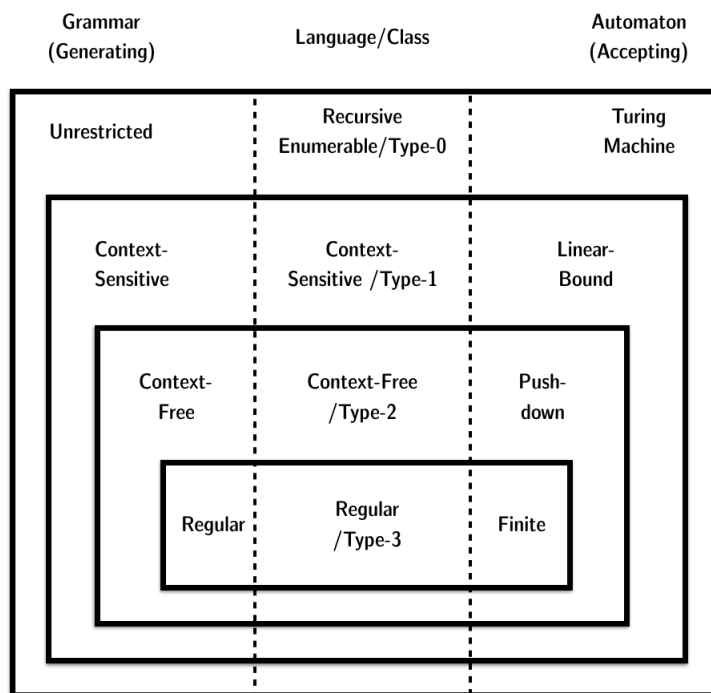 Grammar
(Generating)
Language/Class
Automaton
(Accepting)
Unrestricted
Recursive
Enumerable/Type-0
Turing
Machine
Context-
Sensitive
Context-
Sensitive /Type-1
Linear-
Bound
Context-
Free
Context-Free
/Type-2
Push-
down
Regular
Regular
/Type-3
Finite